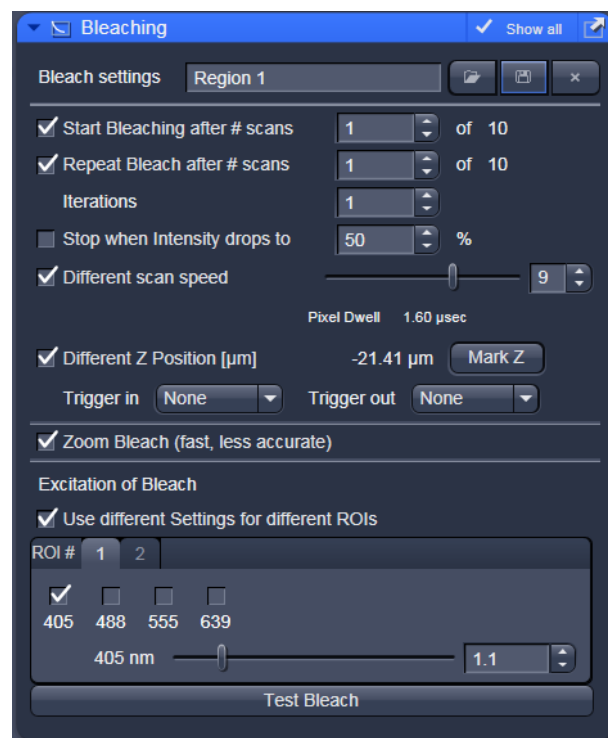 Bleaching Show all
Bleach settings Region 1
Start Bleaching after # scans 1 of 10
Repeat Bleach after # scans 1 of 10
Iterations 1
Stop when Intensity drops to 50 %
Different scan speed 9
Pixel Dwell 1.60 µsec
Different Z Position [µm] -21.41 µm Mark Z
Trigger in None Trigger out None
Zoom Bleach (fast, less accurate)
Excitation of Bleach
Use different Settings for different ROIs
ROI # 1 2
405 488 555 639
405 nm 1.1
Test Bleach